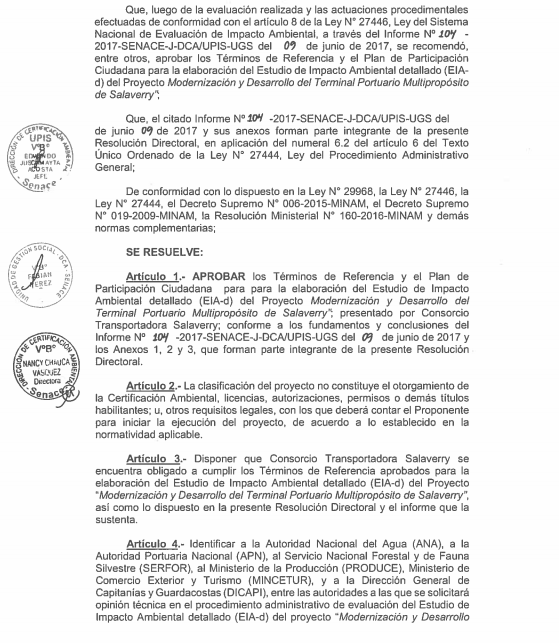 Que, luego de la evaluación realizada y las actuaciones procedimentales
efectuadas de conformidad con el artículo 8 de la Ley N° 27446, Ley del Sistema
Nacional de Evaluación de Impacto Ambiental, a través del Informe N° 104 -
2017-SENACE-J-DCA/UPIS-UGS del 09 de junio de 2017, se recomendó,
entre otros, aprobar los Términos de Referencia y el Plan de Participación
Ciudadana para la elaboración del Estudio de Impacto Ambiental detallado (EIA-
d) del Proyecto Modernización y Desarrollo del Terminal Portuario Multipropósito
de Salaverry";
Que, el citado Informe N° 104 -2017-SENACE-J-DCA/UPIS-UGS del
de junio 09 de 2017 y sus anexos forman parte integrante de la presente
Resolución Directoral, en aplicación del numeral 6.2 del artículo 6 del Texto
Único Ordenado de la Ley N° 27444, Ley del Procedimiento Administrativo
General;
De conformidad con lo dispuesto en la Ley N° 29968, la Ley N° 27446, la
Ley N° 27444, el Decreto Supremo N° 006-2015-MINAM, el Decreto Supremo
N° 019-2009-MINAM, la Resolución Ministerial N° 160-2016-MINAM y demás
normas complementarias;
SE RESUELVE:
Artículo 1.- APROBAR los Términos de Referencia y el Plan de
Participación Ciudadana para para la elaboración del Estudio de Impacto
Ambiental detallado (EIA-d) del Proyecto Modernización y Desarrollo del
Terminal Portuario Multipropósito de Salaverry"; presentado por Consorcio
Transportadora Salaverry; conforme a los fundamentos y conclusiones del
Informe N° 104 -2017-SENACE-J-DCA/UPIS-UGS del 09 de junio de 2017 y
los Anexos 1, 2 y 3, que forman parte integrante de la presente Resolución
Directoral.
Artículo 2.- La clasificación del proyecto no constituye el otorgamiento de
la Certificación Ambiental, licencias, autorizaciones, permisos o demás títulos
habilitantes; u, otros requisitos legales, con los que deberá contar el Proponente
para iniciar la ejecución del proyecto, de acuerdo a lo establecido en la
normatividad aplicable.
Artículo 3.- Disponer que Consorcio Transportadora Salaverry se
encuentra obligado a cumplir los Términos de Referencia aprobados para la
elaboración del Estudio de Impacto Ambiental detallado (EIA-d) del Proyecto
"Modernización y Desarrollo del Terminal Portuario Multipropósito de Salaverry",
así como lo dispuesto en la presente Resolución Directoral y el informe que la
sustenta.
Artículo 4.- Identificar a la Autoridad Nacional del Agua (ANA), a la
Autoridad Portuaria Nacional (APN), al Servicio Nacional Forestal y de Fauna
Silvestre (SERFOR), al Ministerio de la Producción (PRODUCE), Ministerio de
Comercio Exterior y Turismo (MINCETUR), y a la Dirección General de
Capitanías y Guardacostas (DICAPI), entre las autoridades a las que se solicitará
opinión técnica en el procedimiento administrativo de evaluación del Estudio de
Impacto Ambiental detallado (EIA-d) del proyecto "Modernización y Desarrollo
DIRECCIÓN DE CERTIFICACIÓN AMBIENTAL
UPIS
V°B°
ACOSTA
JEFE
Senace
UNIDAD DE GESTIÓN SOCIAL - DCA - SENACE
V°B°
FABIAN
PEREZ
DIRECCIÓN DE CERTIFICACIÓN AMBIENTAL
V°B°
NANCY CHAUCA
VASQUEZ
Directora
Senace